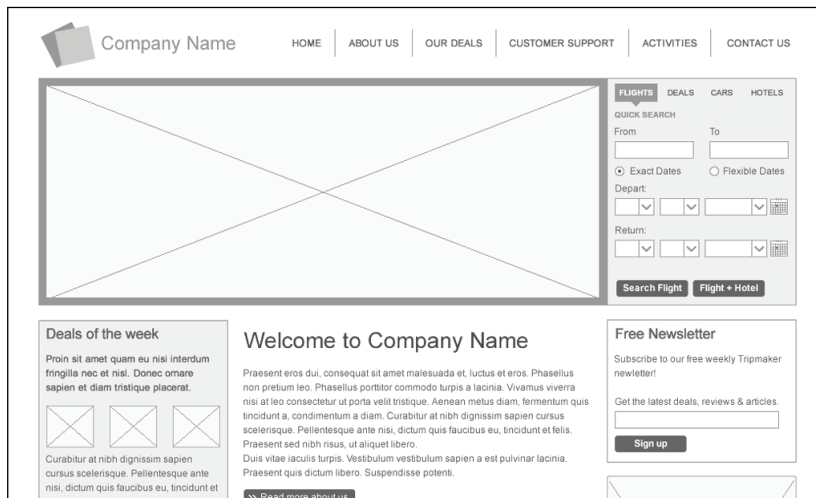 Company Name
HOME ABOUT US OUR DEALS CUSTOMER SUPPORT ACTIVITIES CONTACT US
FLIGHTS DEALS CARS HOTELS
QUICK SEARCH
From To
Exact Dates Flexible Dates
Depart:
Return:
Search Flight Flight + Hotel
Deals of the week
Proin sit amet quam eu nisi interdum
fringilla nec et nisl. Donec ornare
sapien et diam tristique placerat.
Curabitur at nibh dignissim sapien
cursus scelerisque. Pellentesque ante
nisi, dictum quis faucibus eu, tincidunt et
Welcome to Company Name
Praesent eros dui, consequat sit amet malesuada et, luctus et eros. Phasellus
non pretium leo. Phasellus porttitor commodo turpis a lacinia. Vivamus viverra
nisi at leo consectetur ut porta velit tristique. Aenean metus diam, fermentum quis
tincidunt a, condimentum a diam. Curabitur at nibh dignissim sapien cursus
scelerisque. Pellentesque ante nisi, dictum quis faucibus eu, tincidunt et felis.
Praesent sed nibh risus, ut aliquet libero.
Duis vitae iaculis turpis. Vestibulum vestibulum sapien a est pulvinar lacinia.
Praesent quis dictum libero. Suspendisse potenti.
>> Read more about us
Free Newsletter
Subscribe to our free weekly Tripmaker
newletter!
Get the latest deals, reviews & articles.
Sign up